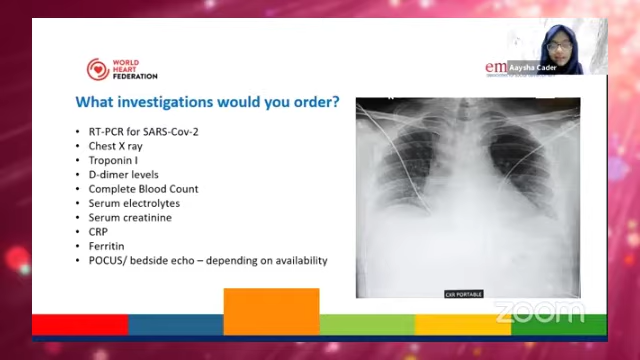 WORLD
HEART
FEDERATION
em
Aaysha Cader
What investigations would you order?
• RT-PCR for SARS-Cov-2
• Chest X ray
• Troponin I
• D-dimer levels
• Complete Blood Count
• Serum electrolytes
• Serum creatinine
• CRP
• Ferritin
• POCUS/ bedside echo – depending on availability
CXR PORTABLE
zoom